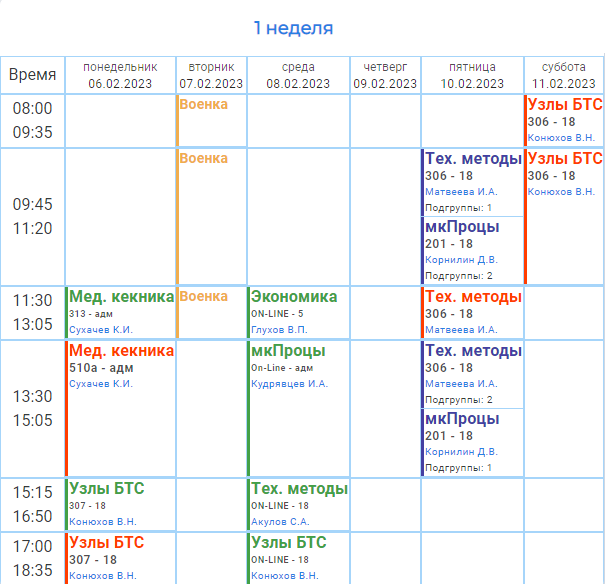 1 неделя
Время
понедельник
06.02.2023
вторник
07.02.2023
среда
08.02.2023
четверг
09.02.2023
пятница
10.02.2023
суббота
11.02.2023
08:00
09:35
Военка
Узлы БТС
306 - 18
Конюхов В.Н.
09:45
11:20
Военка
Тех. методы
306 - 18
Матвеева И.А.
Подгруппы: 1
мкПроцы
201 - 18
Корнилин Д.В.
Подгруппы: 2
Узлы БТС
306 - 18
Конюхов В.Н.
11:30
13:05
Мед. кекника
313 - адм
Сухачев К.И.
Военка
Экономика
ON-LINE - 5
Глухов В.П.
Тех. методы
306 - 18
Матвеева И.А.
13:30
15:05
Мед. кекника
510а - адм
Сухачев К.И.
мкПроцы
On-Line - адм
Кудрявцев И.А.
Тех. методы
306 - 18
Матвеева И.А.
Подгруппы: 2
мкПроцы
201 - 18
Корнилин Д.В.
Подгруппы: 1
15:15
16:50
Узлы БТС
307 - 18
Конюхов В.Н.
Тех. методы
ON-LINE - 18
Акулов С.А.
17:00
18:35
Узлы БТС
307 - 18
Конюхов В.Н.
Узлы БТС
ON-LINE - 18
Конюхов В.Н.